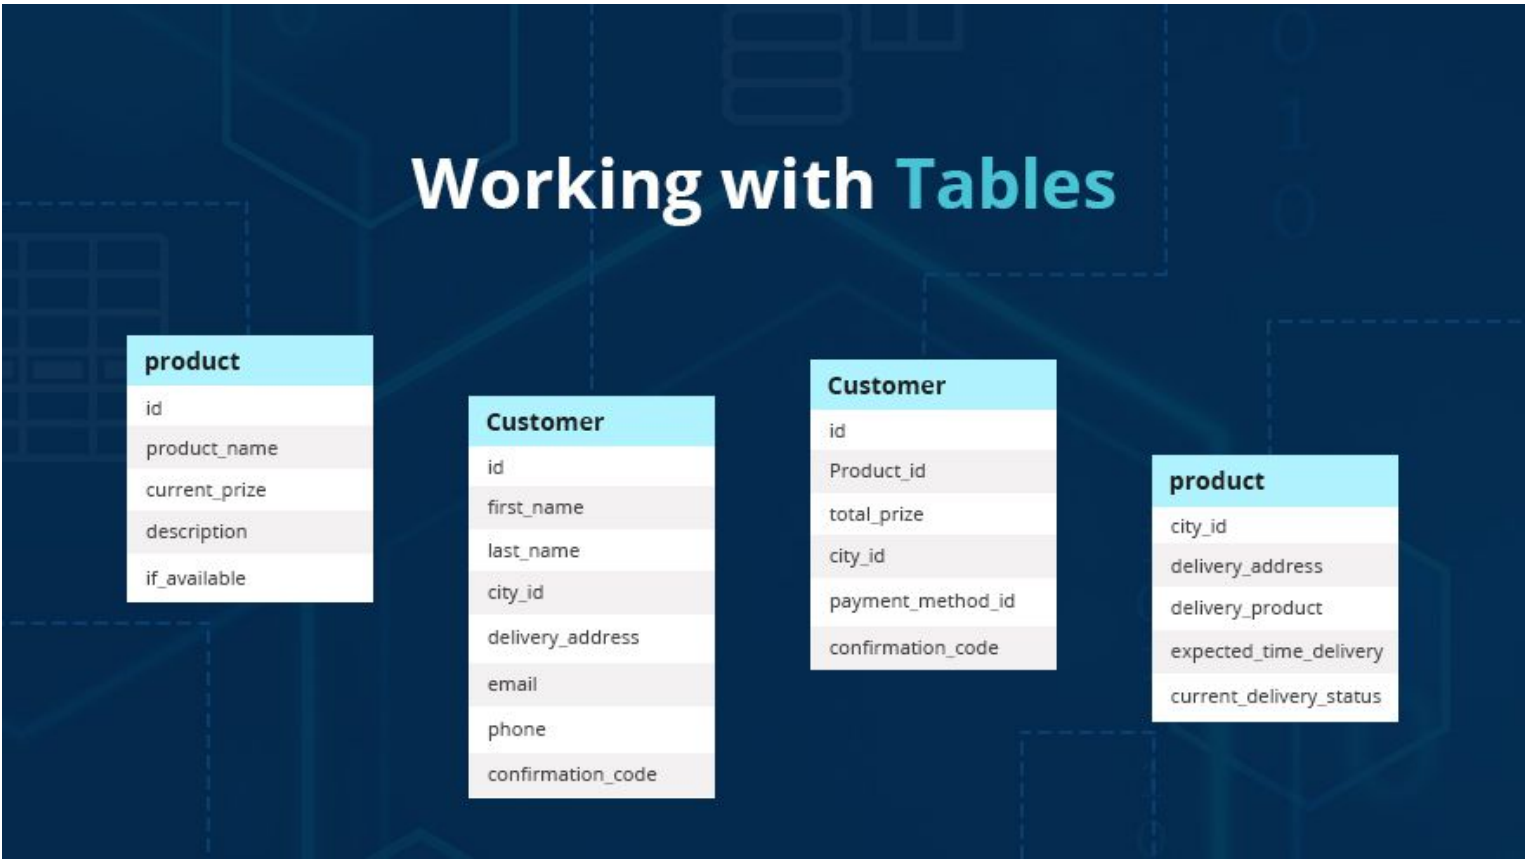 Working with Tables
product
id
product_name
current_prize
description
if_available
Customer
id
first_name
last_name
city_id
delivery_address
email
phone
confirmation_code
Customer
id
Product_id
total_prize
city_id
payment_method_id
confirmation_code
product
city_id
delivery_address
delivery_product
expected_time_delivery
current_delivery_status